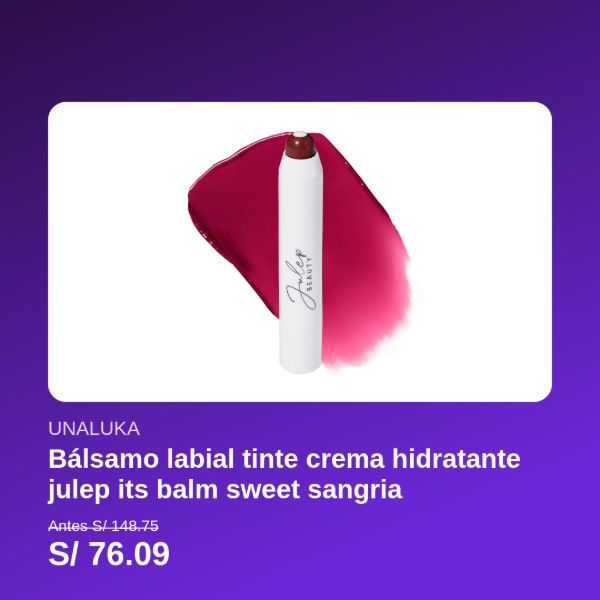 Julep
BEAUTY
UNALUKA
Bálsamo labial tinte crema hidratante
julep its balm sweet sangria
Antes S/ 148.75
S/ 76.09